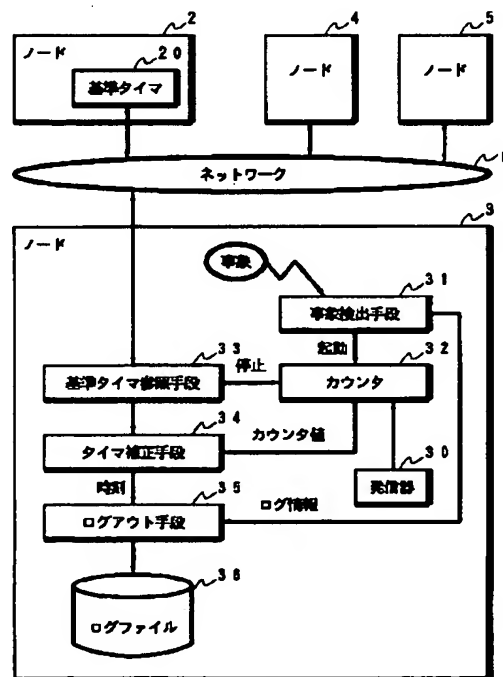 2
ノード
20
基準タイマ
4
ノード
5
ノード
ネットワーク
1
3
ノード
事象
31
事象検出手段
起動
32
カウンタ
33
基準タイマ参照手段
停止
34
タイマ補正手段
カウンタ値
30
発信器
時刻
35
ログアウト手段
ログ情報
36
ログファイル